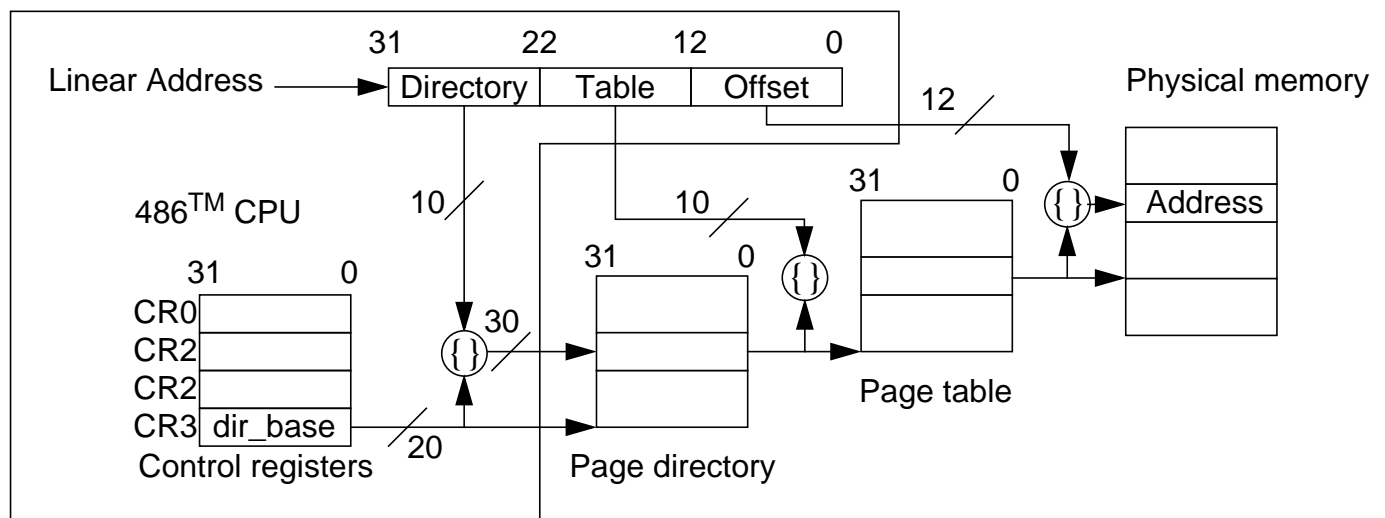 31 22 12 0
Linear Address Directory Table Offset
Physical memory
12
31 0
10 10
{} Address
486TM CPU
31 0 31 0
{}
CR0
30
CR2 {}
CR2
Page table
CR3 dir_base
20
Control registers Page directory